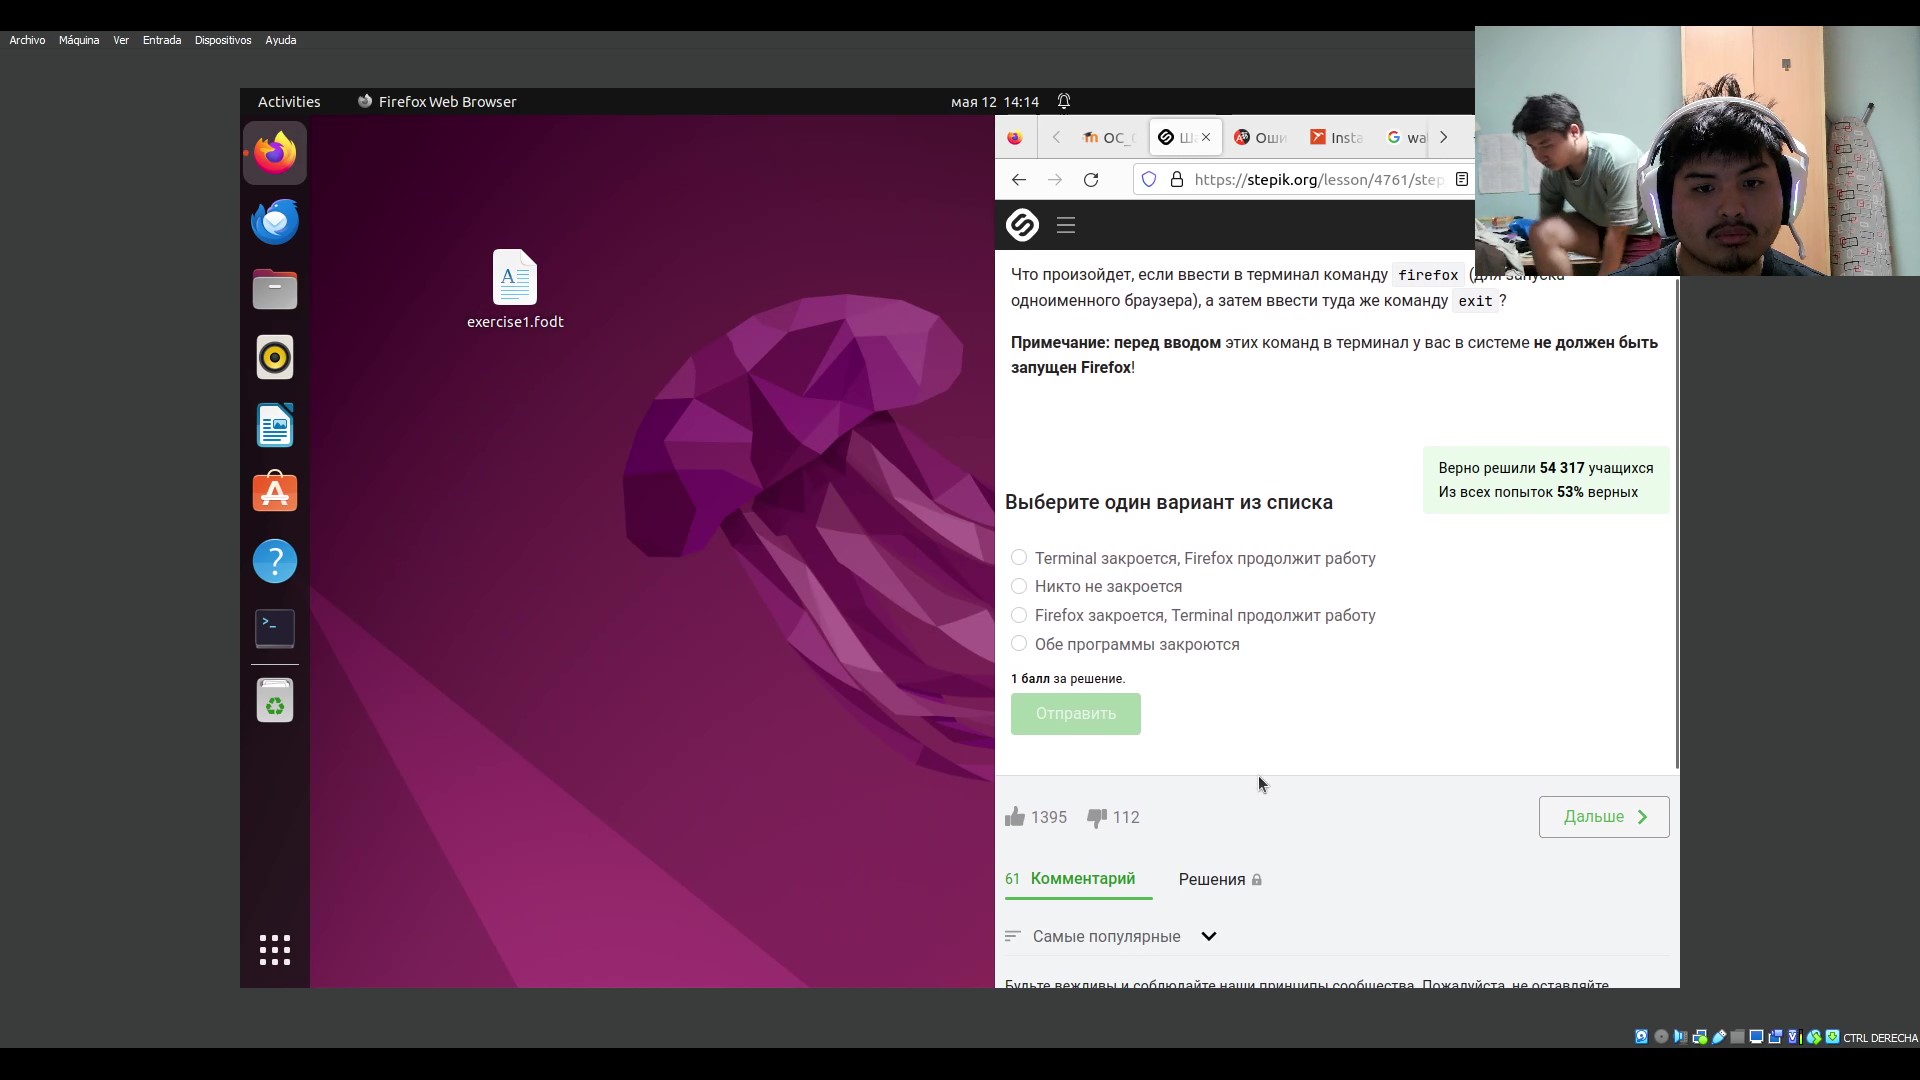 Archivo Máquina Ver Entrada Dispositivos Ayuda
Activities Firefox Web Browser мая 12 14:14
exercise1.fodt
ОС_ Ша Оши Insta wa
https://stepik.org/lesson/4761/step
Что произойдет, если ввести в терминал команду firefox (для запуска
одноименного браузера), а затем ввести туда же команду exit ?
Примечание: перед вводом этих команд в терминал у вас в системе не должен быть
запущен Firefox!
Верно решили 54 317 учащихся
Из всех попыток 53% верных
Выберите один вариант из списка
Terminal закроется, Firefox продолжит работу
Никто не закроется
Firefox закроется, Terminal продолжит работу
Обе программы закроются
1 балл за решение.
Отправить
1395 112
Дальше
61 Комментарий Решения
Самые популярные
Будьте вежливы и соблюдайте наши принципы сообщества. Пожалуйста, не оставляйте
CTRL DERECHA